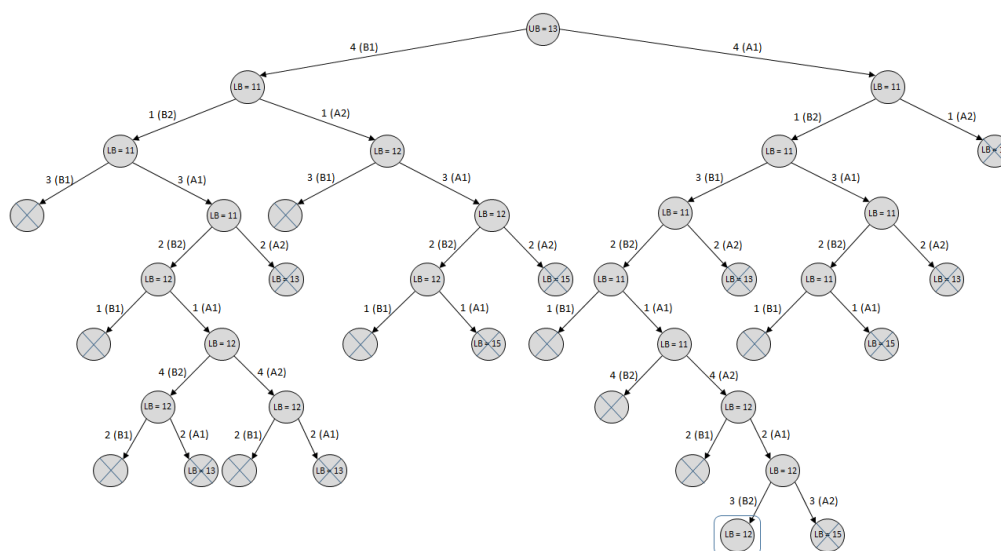 UB = 13
4 (B1)
4 (A1)
LB = 11
LB = 11
1 (B2)
1 (A2)
1 (B2)
1 (A2)
LB = 11
LB = 12
LB = 11
3 (B1)
3 (A1)
3 (B1)
3 (A1)
3 (B1)
3 (A1)
LB = 11
LB = 12
LB = 11
LB = 11
2 (B2)
2 (A2)
2 (B2)
2 (A2)
2 (B2)
2 (A2)
2 (B2)
2 (A2)
LB = 12
LB = 13
LB = 12
LB = 15
LB = 11
LB = 13
LB = 11
LB = 13
1 (B1)
1 (A1)
1 (B1)
1 (A1)
1 (B1)
1 (A1)
1 (B1)
1 (A1)
LB = 12
LB = 15
LB = 11
LB = 15
4 (B2)
4 (A2)
4 (B2)
4 (A2)
LB = 12
LB = 12
LB = 12
2 (B1)
2 (A1)
2 (B1)
2 (A1)
2 (B1)
2 (A1)
LB = 13
LB = 13
LB = 12
3 (B2)
3 (A2)
LB = 12
LB = 15